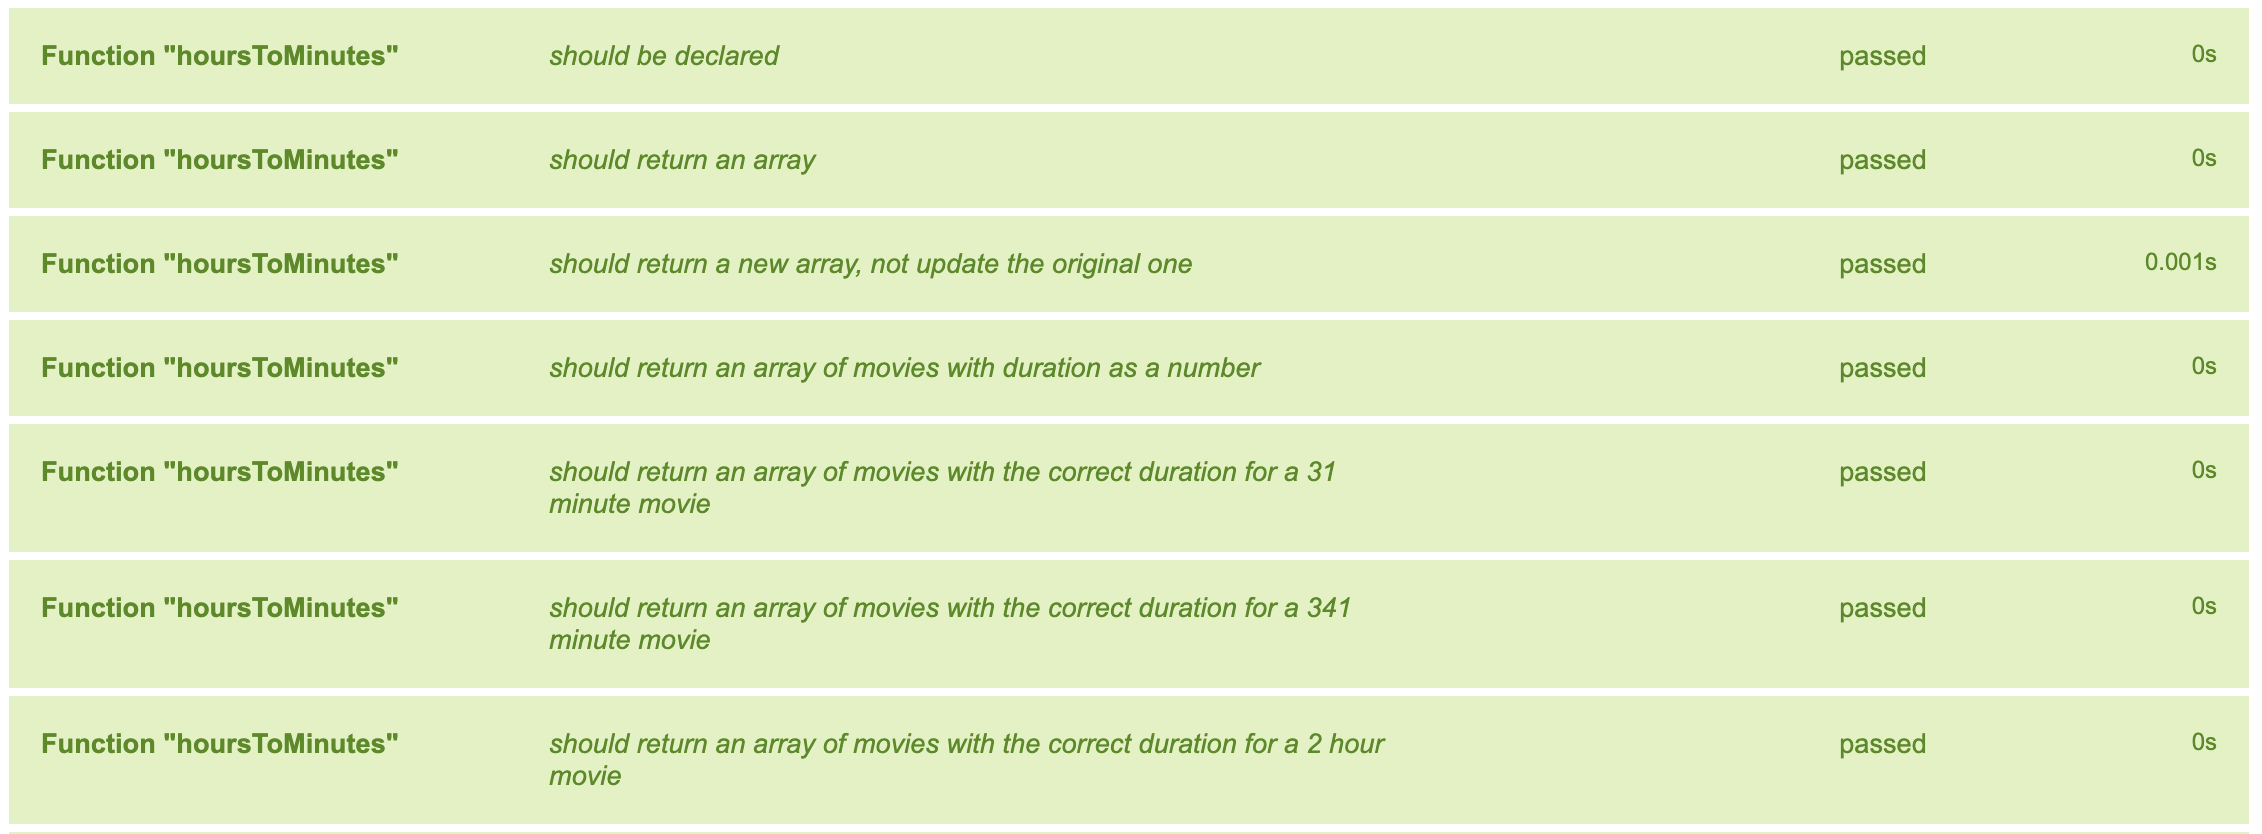 Function "hoursToMinutes" should be declared passed 0s
Function "hoursToMinutes" should return an array passed 0s
Function "hoursToMinutes" should return a new array, not update the original one passed 0.001s
Function "hoursToMinutes" should return an array of movies with duration as a number passed 0s
Function "hoursToMinutes" should return an array of movies with the correct duration for a 31 passed 0s
minute movie
Function "hoursToMinutes" should return an array of movies with the correct duration for a 341 passed 0s
minute movie
Function "hoursToMinutes" should return an array of movies with the correct duration for a 2 hour passed 0s
movie